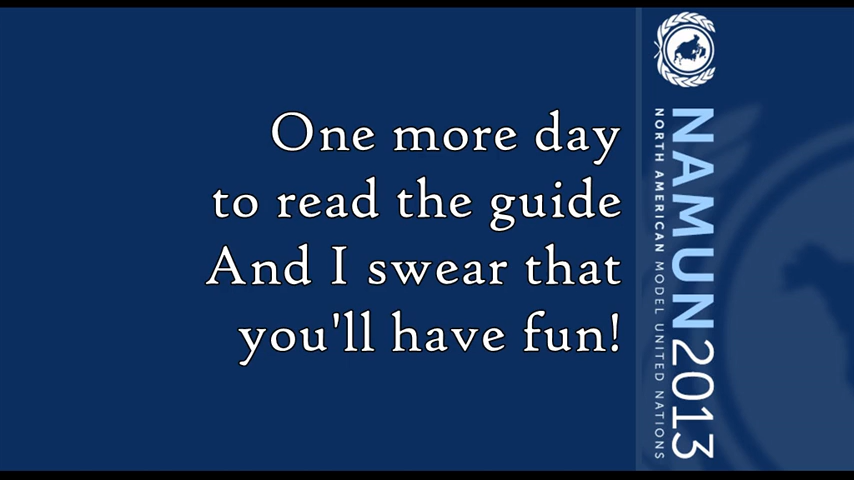 One more day
to read the guide
And I swear that
you'll have fun!
NAMUN2013
NORTH AMERICAN MODEL UNITED NATIONS